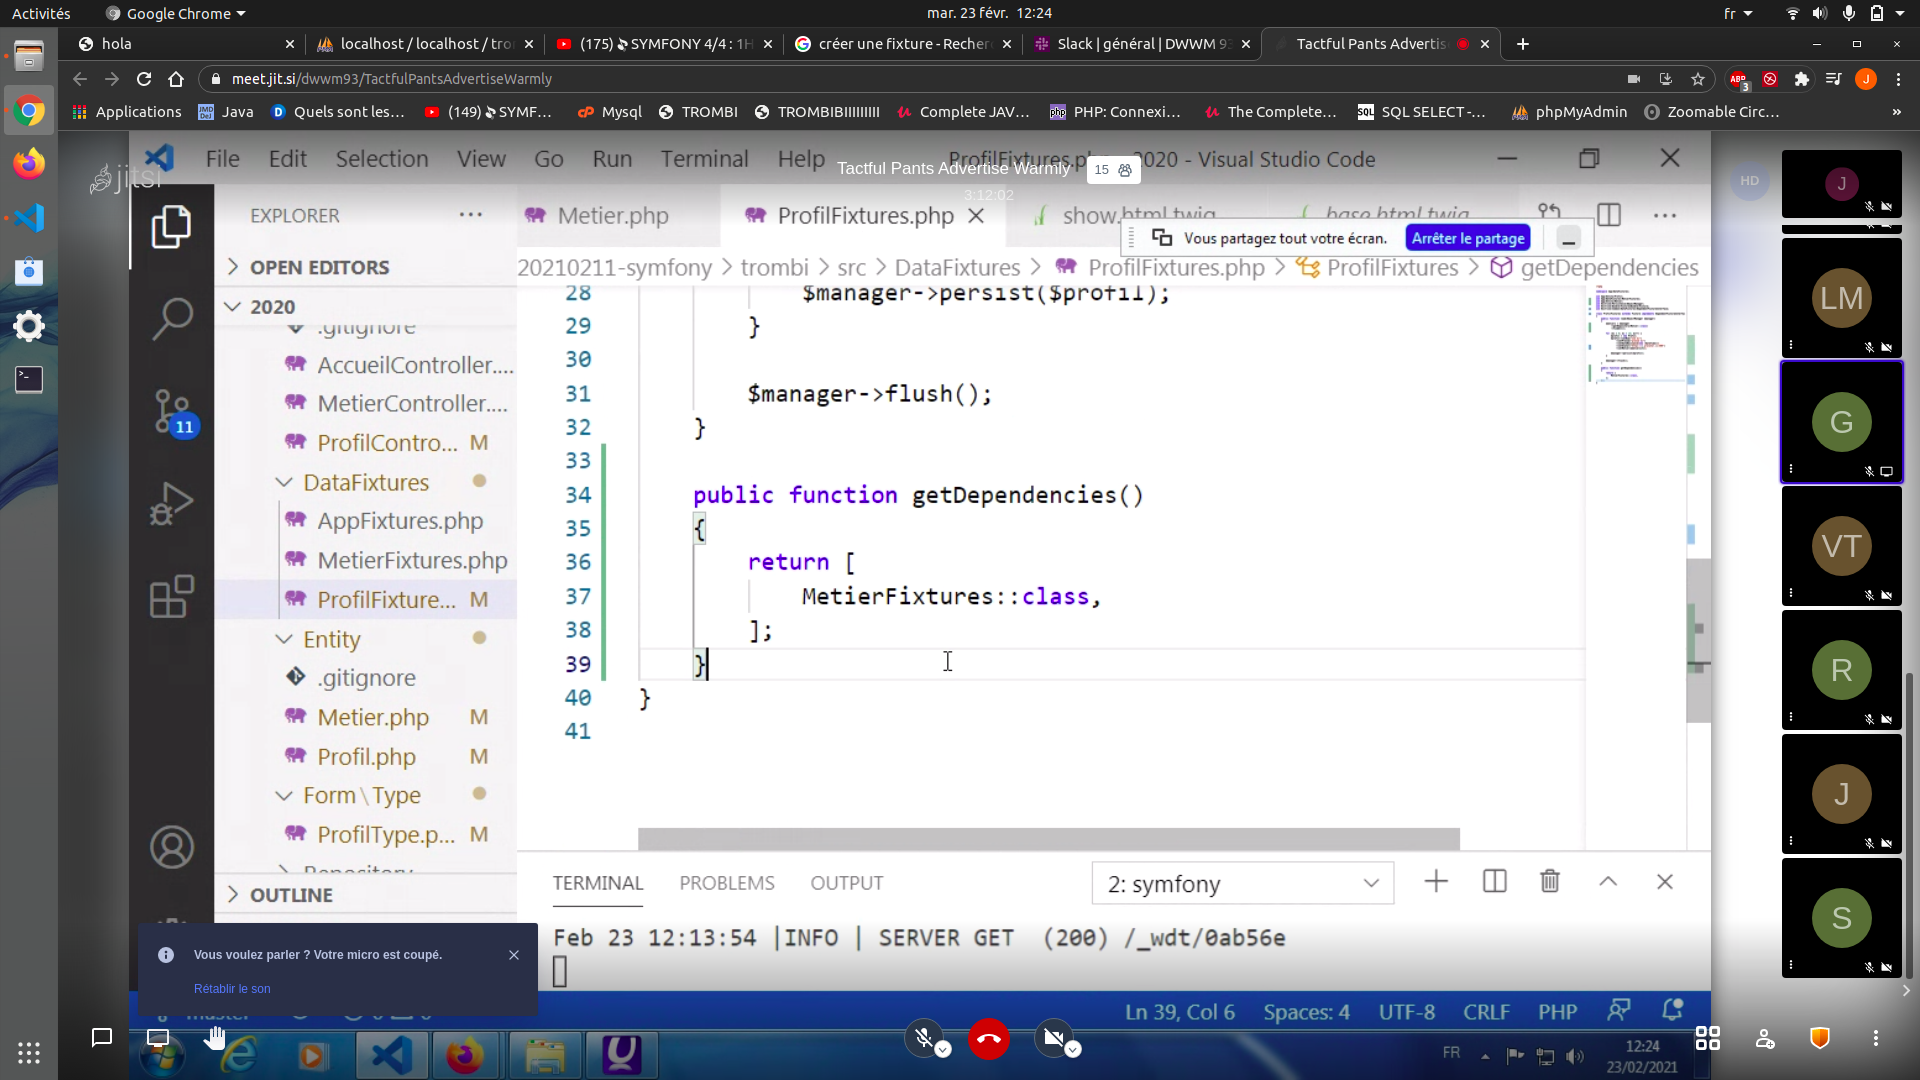 Activités
Google Chrome
mar. 23 févr. 12:24
fr
hola
localhost / localhost / tro
(175) SYMFONY 4/4 : 1H
créer une fixture - Recher
Slack | général | DWWM 9
Tactful Pants Advertis
meet.jit.si/dwwm93/TactfulPantsAdvertiseWarmly
ABP
3
J
Applications
Java
Quels sont les…
(149) SYMF…
Mysql
TROMBI
TROMBIBIIIIIIIII
Complete JAV…
PHP: Connexi…
The Complete…
SQL SELECT -…
phpMyAdmin
Zoomable Circ…
»
jitsi
File Edit Selection View Go Run Terminal Help
ProfilFixtures.php - 2020 - Visual Studio Code
Tactful Pants Advertise Warmly
15
3:12:02
HD
EXPLORER
Metier.php
ProfilFixtures.php
show.html.twig
base.html.twig
Vous partagez tout votre écran.
Arrêter le partage
OPEN EDITORS
20210211-symfony > trombi > src > DataFixtures > ProfilFixtures.php > ProfilFixtures > getDependencies
2020
.gitignore
AccueilController....
MetierController....
ProfilContro... M
DataFixtures
AppFixtures.php
MetierFixtures.php
ProfilFixture... M
Entity
.gitignore
Metier.php M
Profil.php M
Form\Type
ProfilType.p... M
Repository
OUTLINE
11
28 $manager->persist($profil);
29 }
30
31 $manager->flush();
32 }
33
34 public function getDependencies()
35 {
36 return [
37 MetierFixtures::class,
38 ];
39 }
40 }
41
TERMINAL
PROBLEMS
OUTPUT
2: symfony
Feb 23 12:13:54 |INFO | SERVER GET (200) /_wdt/0ab56e
Vous voulez parler ? Votre micro est coupé.
Rétablir le son
master
Ln 39, Col 6
Spaces: 4
UTF-8
CRLF
PHP
FR
12:24
23/02/2021
J
LM
G
VT
R
J
S